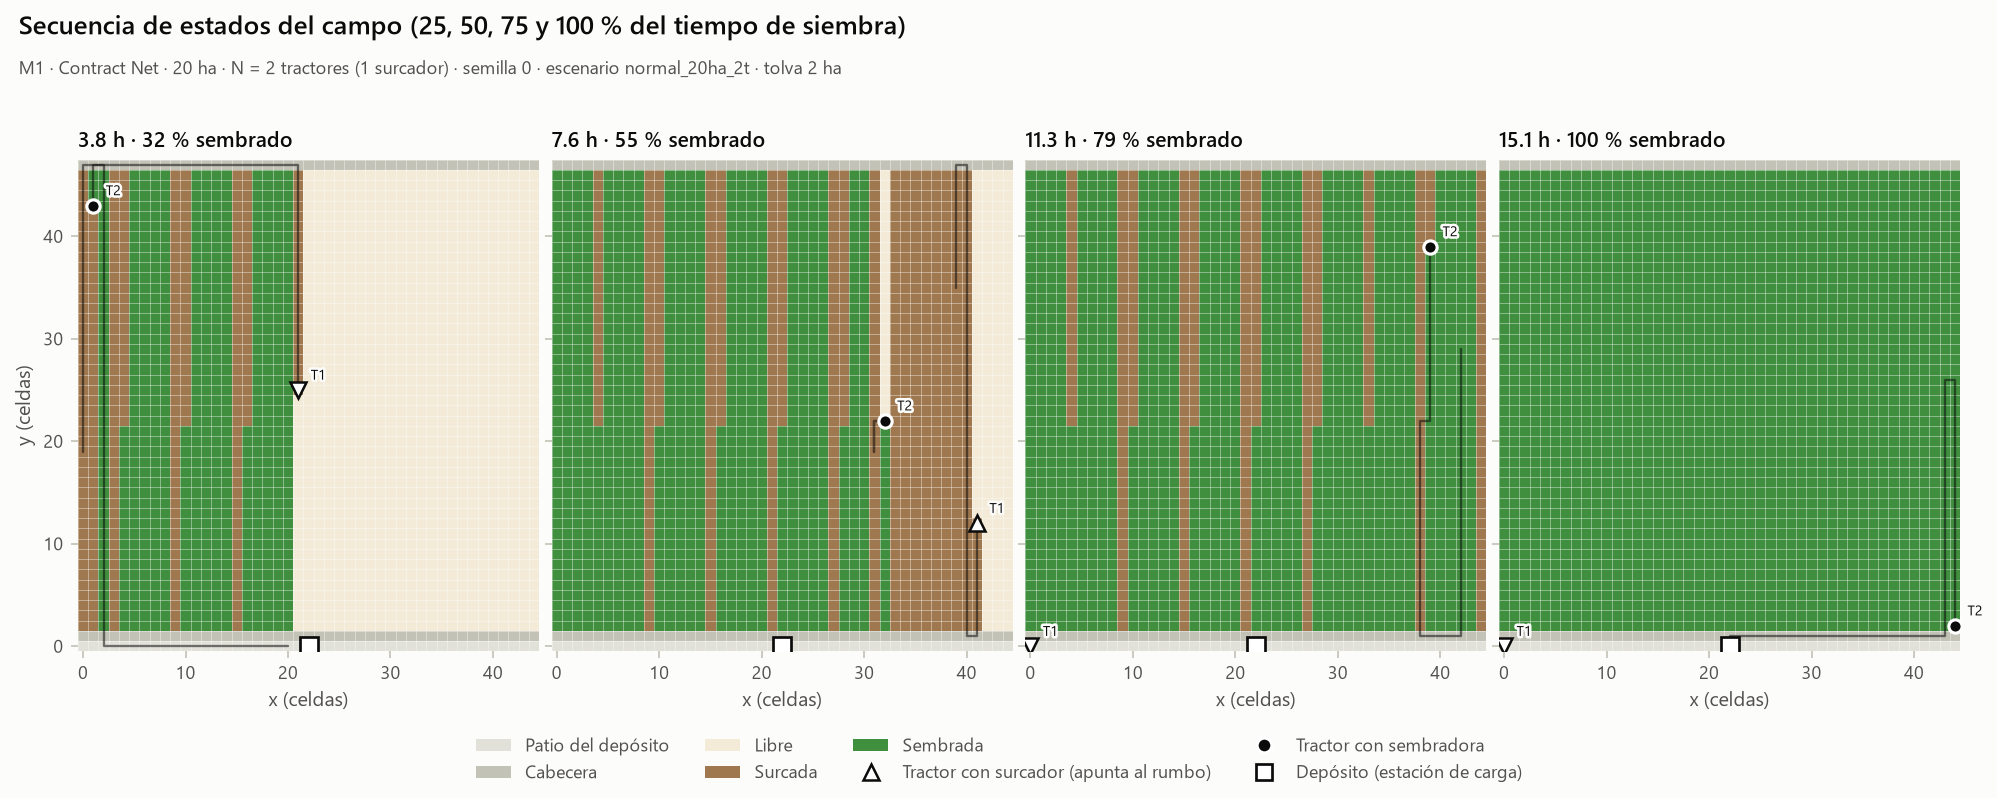 Secuencia de estados del campo (25, 50, 75 y 100 % del tiempo de siembra)
M1 · Contract Net · 20 ha · N = 2 tractores (1 surcador) · semilla 0 · escenario normal_20ha_2t · tolva 2 ha
3.8 h · 32 % sembrado
7.6 h · 55 % sembrado
11.3 h · 79 % sembrado
15.1 h · 100 % sembrado
y (celdas)
40
30
20
10
0
T2
T1
T2
T1
T2
T1
T2
T1
0 10 20 30 40
0 10 20 30 40
0 10 20 30 40
0 10 20 30 40
x (celdas)
x (celdas)
x (celdas)
x (celdas)
Patio del depósito
Cabecera
Libre
Surcada
Sembrada
Tractor con surcador (apunta al rumbo)
Tractor con sembradora
Depósito (estación de carga)